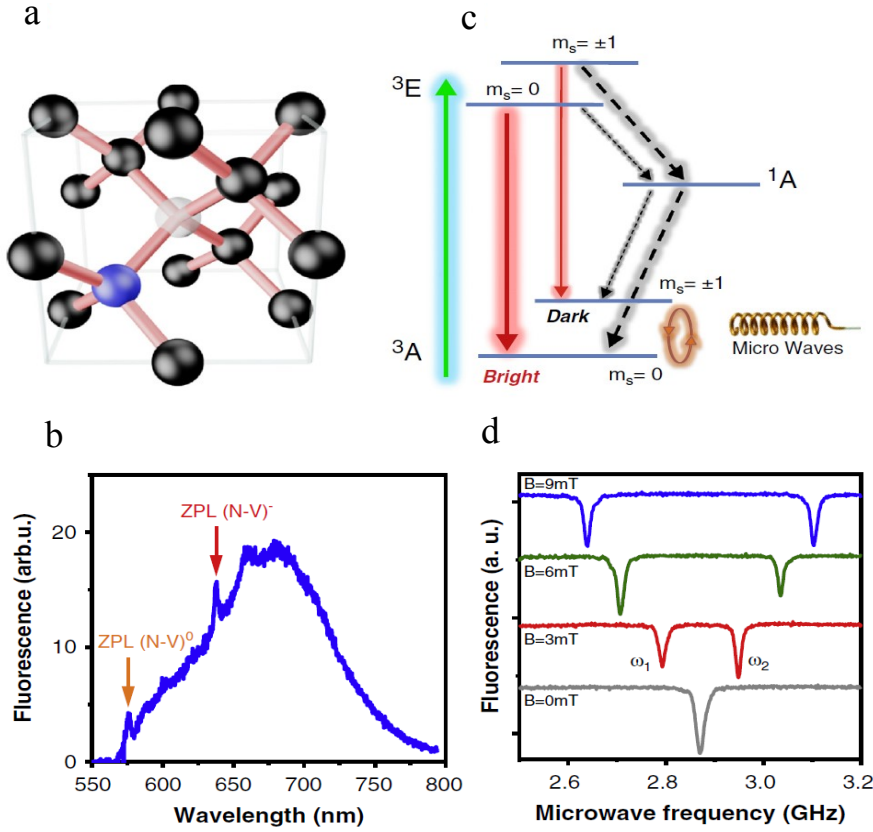 a
c
m_s= ±1
³E
m_s= 0
¹A
m_s= ±1
Dark
³A
Micro Waves
Bright
m_s= 0
b
ZPL (N-V)⁻
ZPL (N-V)⁰
Fluorescence (arb.u.)
20
10
0
550
600
650
700
750
800
Wavelength (nm)
d
B=9mT
B=6mT
B=3mT
ω₁
ω₂
B=0mT
Fluorescence (a. u.)
2.6
2.8
3.0
3.2
Microwave frequency (GHz)